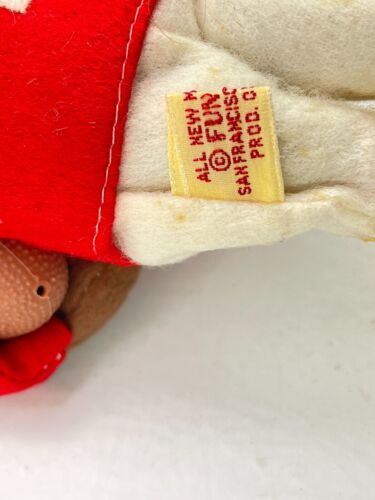 ALL NEW
© FUN
SAN FRANCISC
PROD. O